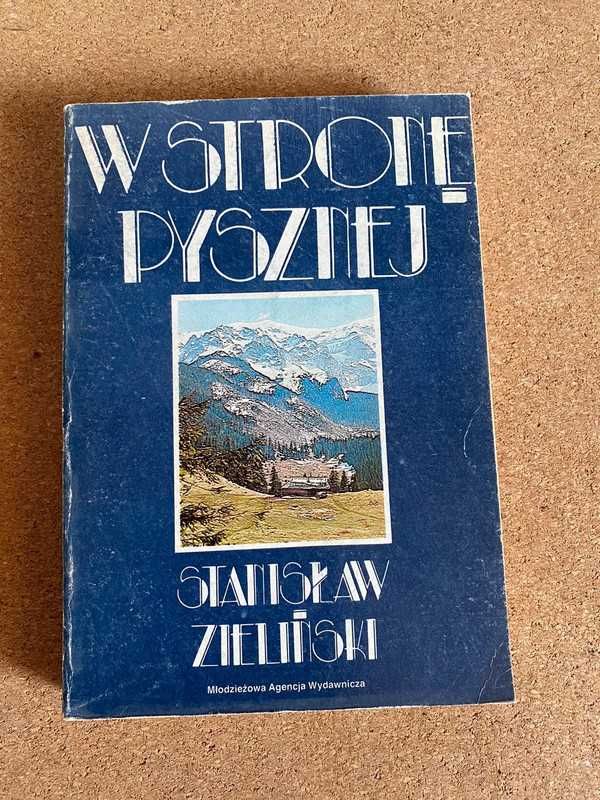 W STRONĘ
PYSZNEJ
STANISŁAW
ZIELIŃSKI
Młodzieżowa Agencja Wydawnicza